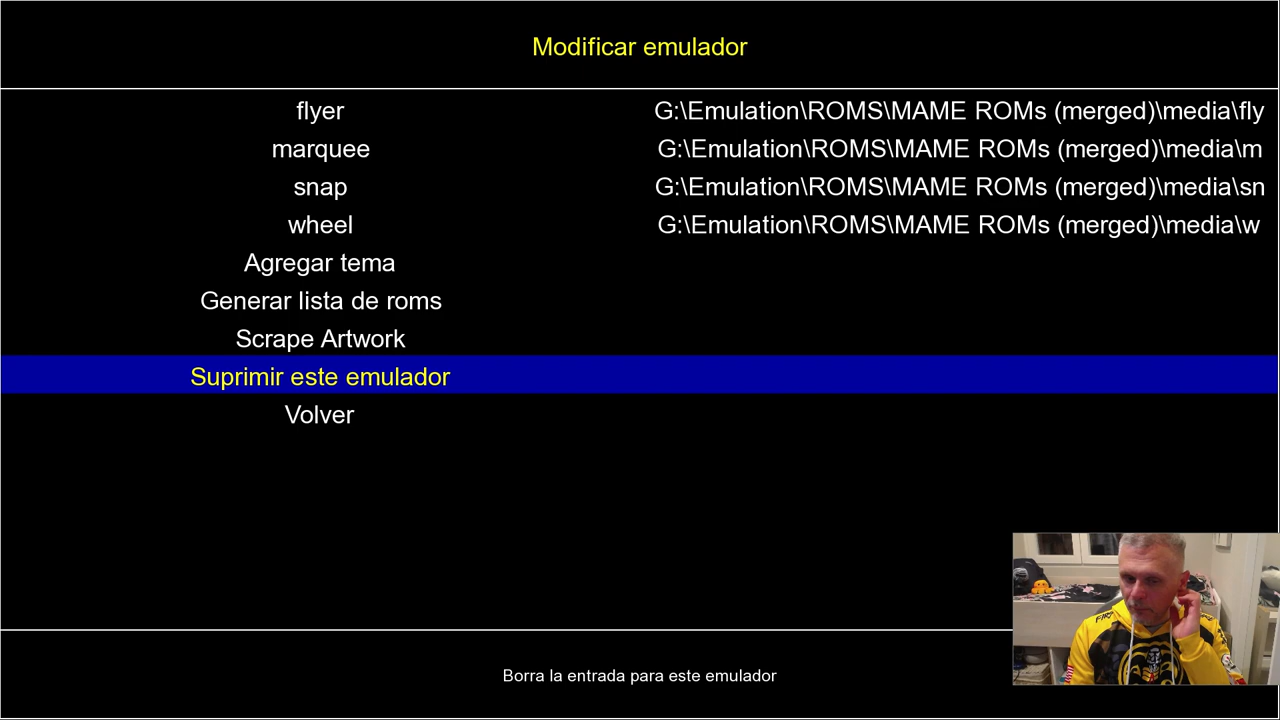 Modificar emulador
flyer G:\Emulation\ROMS\MAME ROMs (merged)\media\fly
marquee G:\Emulation\ROMS\MAME ROMs (merged)\media\m
snap G:\Emulation\ROMS\MAME ROMs (merged)\media\sn
wheel G:\Emulation\ROMS\MAME ROMs (merged)\media\w
Agregar tema
Generar lista de roms
Scrape Artwork
Suprimir este emulador
Volver
Borra la entrada para este emulador